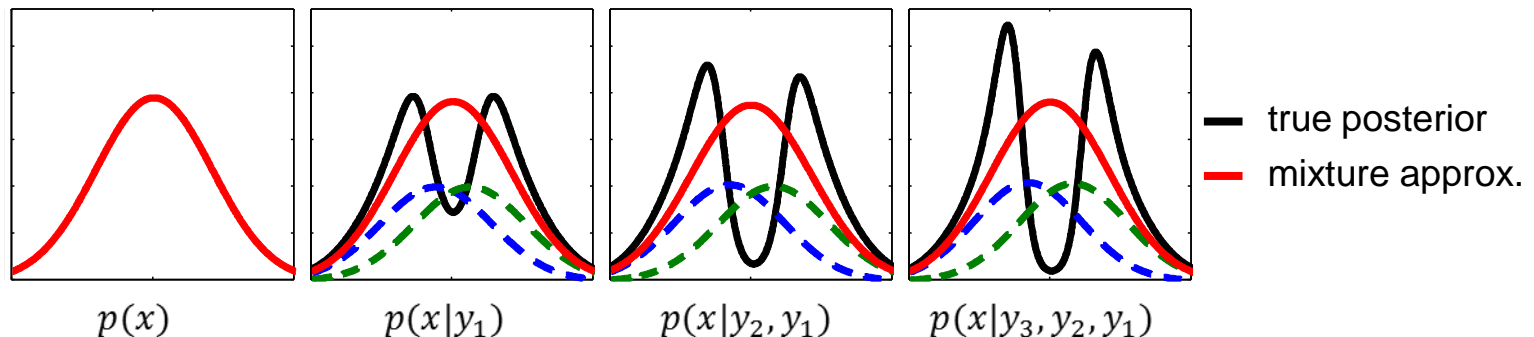 true posterior
mixture approx.
p(x)
p(x|y₁)
p(x|y₂, y₁)
p(x|y₃, y₂, y₁)